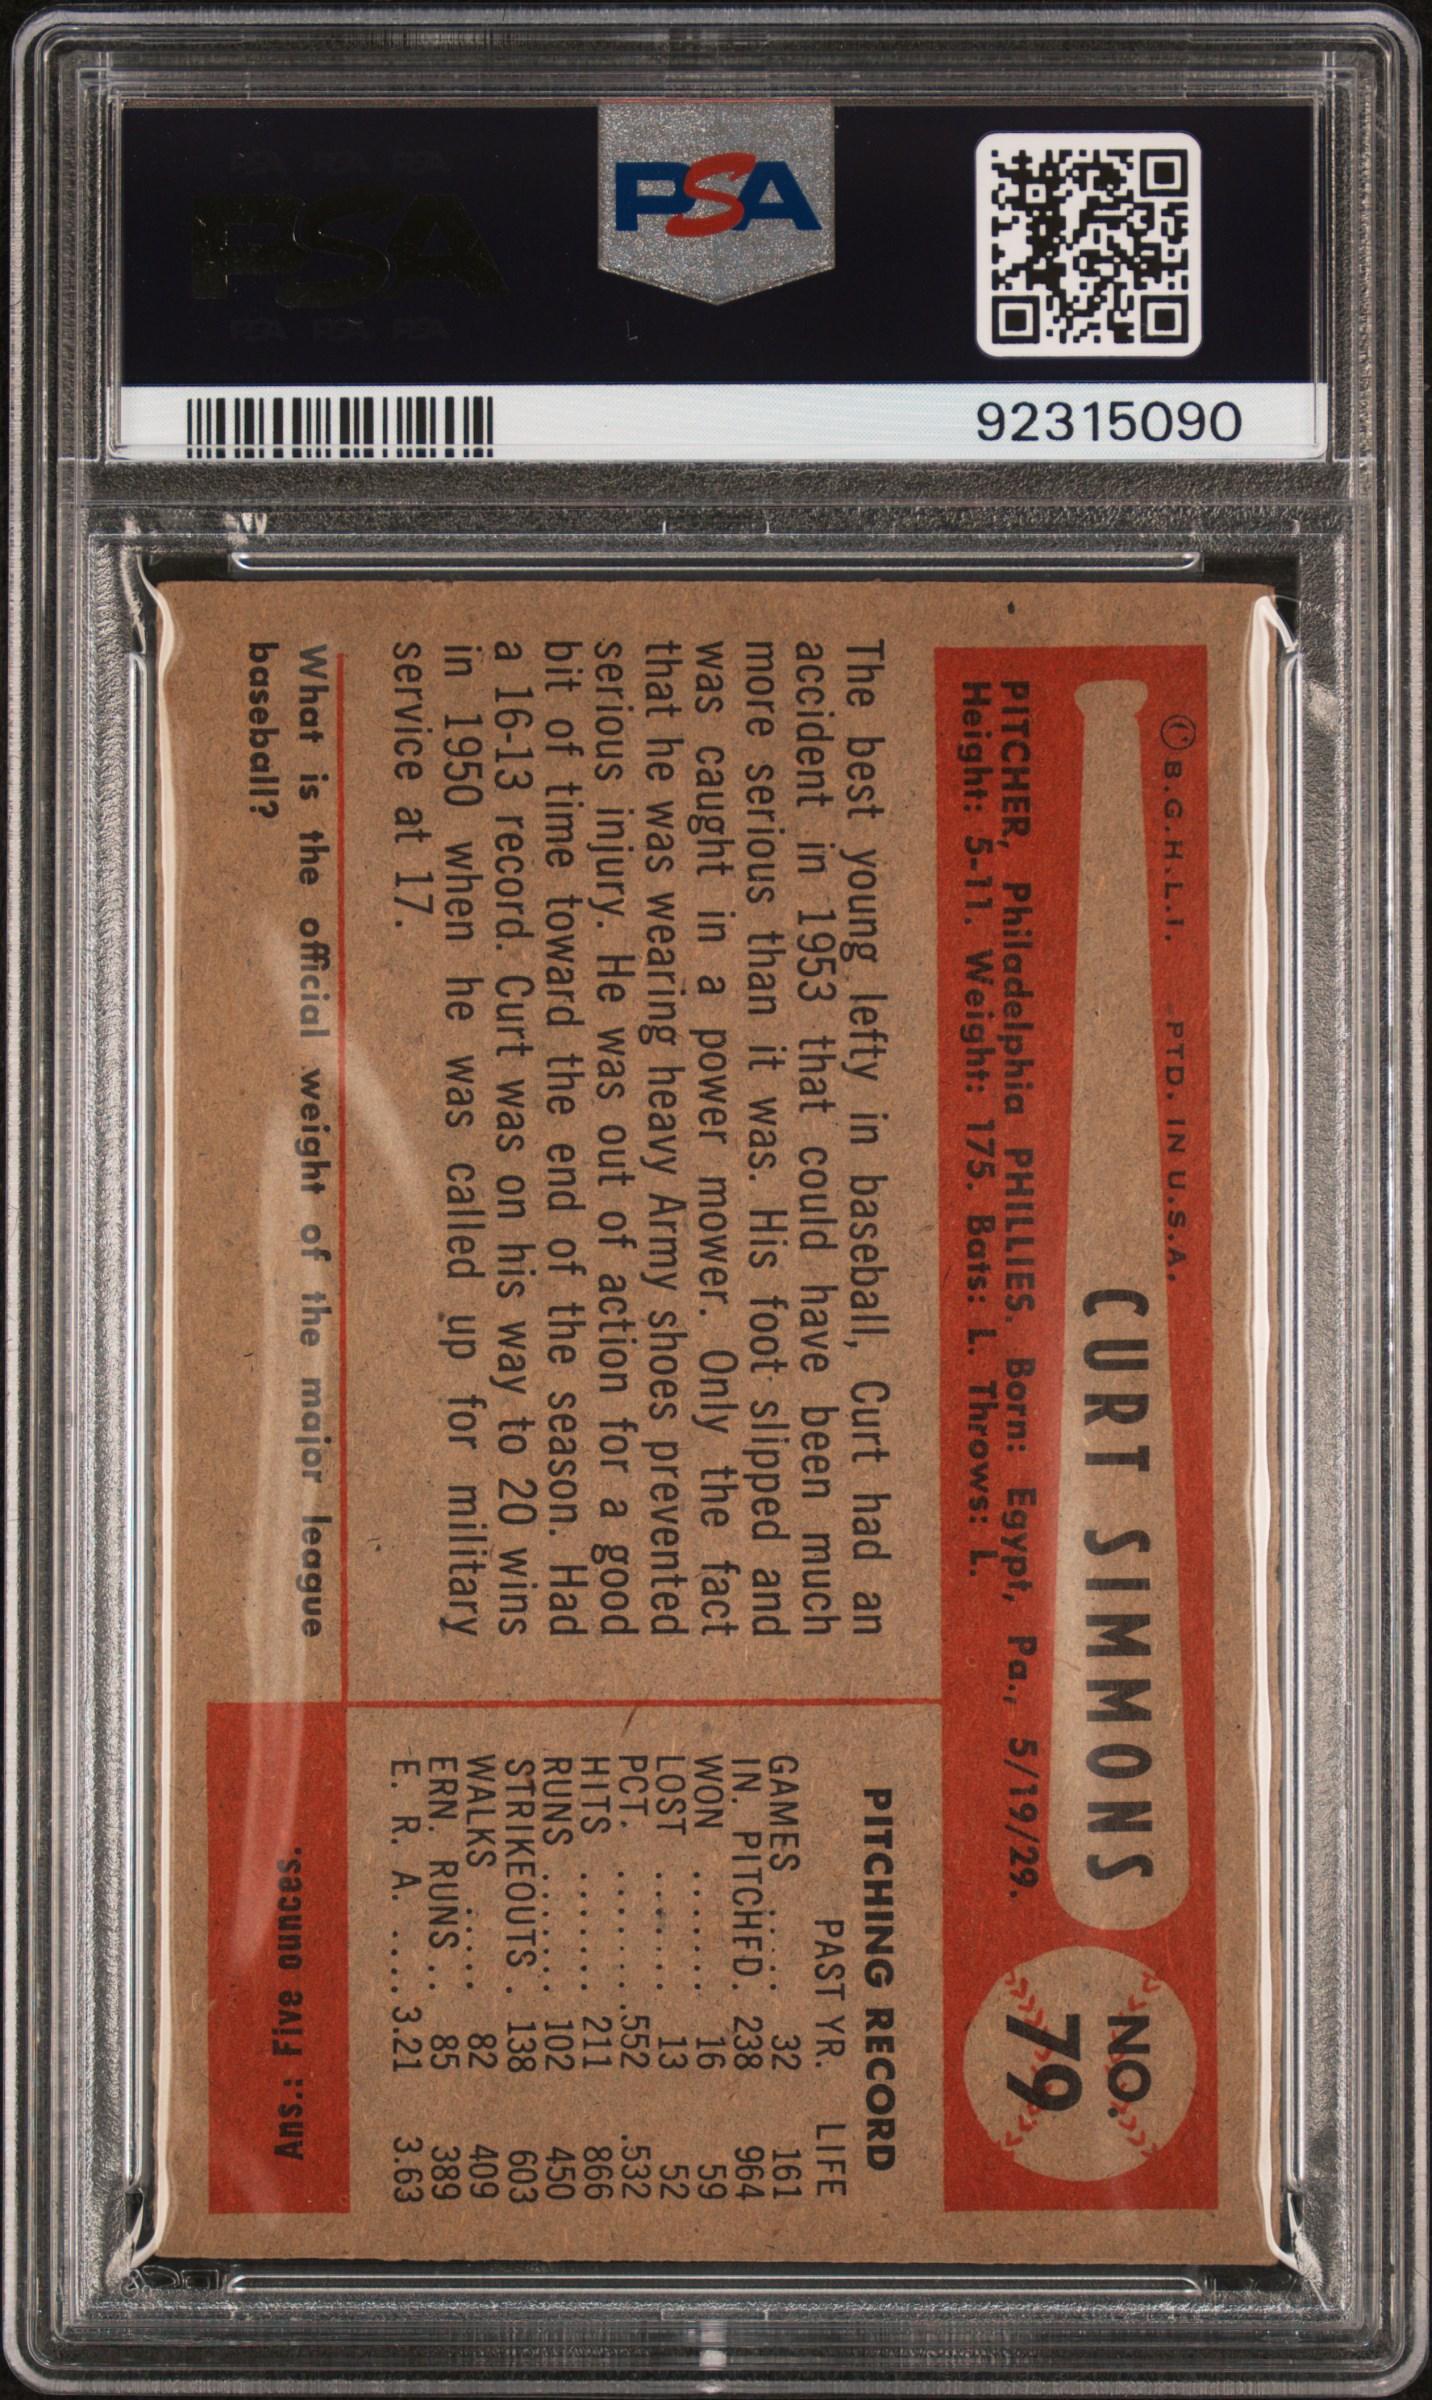 PSA
PSA
92315090
©B.G.H.L.I. PTD. IN U.S.A.
CURT SIMMONS
NO.
79
PITCHER, Philadelphia PHILLIES. Born: Egypt, Pa., 5/19/29.
Height: 5-11. Weight: 175. Bats: L. Throws: L.
The best young lefty in baseball, Curt had an
accident in 1953 that could have been much
more serious than it was. His foot slipped and
was caught in a power mower. Only the fact
that he was wearing heavy Army shoes prevented
serious injury. He was out of action for a good
bit of time toward the end of the season. Had
a 16-13 record. Curt was on his way to 20 wins
in 1950 when he was called up for military
service at 17.
PITCHING RECORD
PAST YR. LIFE
GAMES ..... 32 161
IN. PITCHED. 238 964
WON ....... 16 59
LOST ...... 13 52
PCT. ....... .552 .532
HITS ....... 211 866
RUNS ...... 102 450
STRIKEOUTS . 138 603
WALKS ..... 82 409
ERN. RUNS .. 85 389
E. R. A. .... 3.21 3.63
What is the official weight of the major league
baseball?
Ans.: Five ounces.